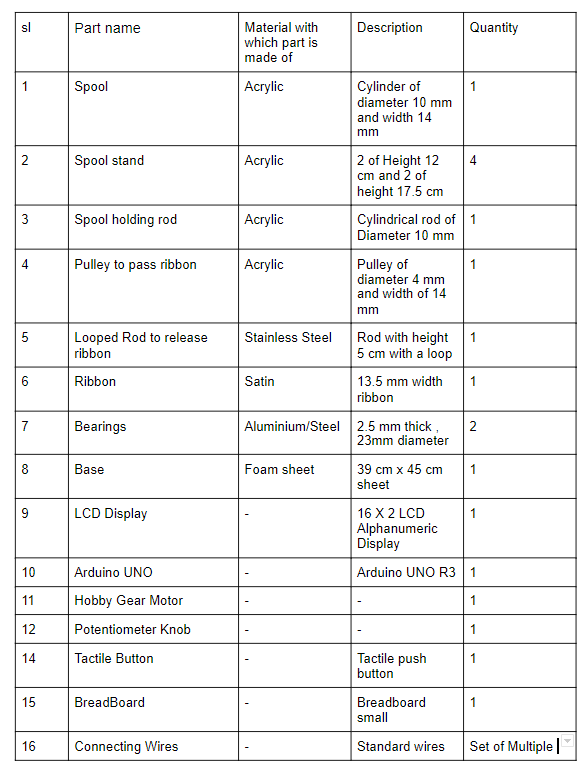 sl Part name Material with which part is made of Description Quantity
1 Spool Acrylic Cylinder of diameter 10 mm and width 14 mm 1
2 Spool stand Acrylic 2 of Height 12 cm and 2 of height 17.5 cm 4
3 Spool holding rod Acrylic Cylindrical rod of Diameter 10 mm 1
4 Pulley to pass ribbon Acrylic Pulley of diameter 4 mm and width of 14 mm 1
5 Looped Rod to release ribbon Stainless Steel Rod with height 5 cm with a loop 1
6 Ribbon Satin 13.5 mm width ribbon 1
7 Bearings Aluminium/Steel 2.5 mm thick , 23mm diameter 2
8 Base Foam sheet 39 cm x 45 cm sheet 1
9 LCD Display - 16 X 2 LCD Alphanumeric Display 1
10 Arduino UNO - Arduino UNO R3 1
11 Hobby Gear Motor - - 1
12 Potentiometer Knob - - 1
14 Tactile Button - Tactile push button 1
15 BreadBoard - Breadboard small 1
16 Connecting Wires - Standard wires Set of Multiple